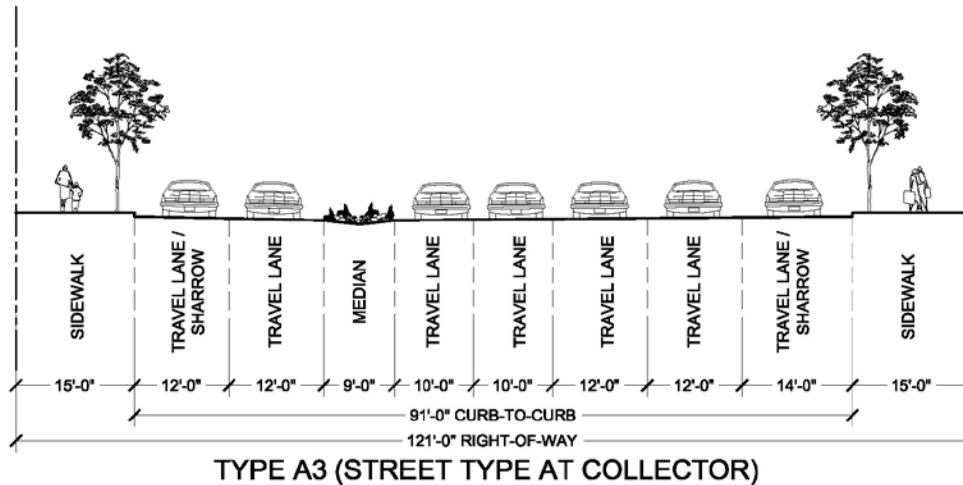 SIDEWALK
TRAVEL LANE /
SHARROW
TRAVEL LANE
MEDIAN
TRAVEL LANE
TRAVEL LANE
TRAVEL LANE
TRAVEL LANE
TRAVEL LANE /
SHARROW
SIDEWALK
15'-0" 12'-0" 12'-0" 9'-0" 10'-0" 10'-0" 12'-0" 12'-0" 14'-0" 15'-0"
91'-0" CURB-TO-CURB
121'-0" RIGHT-OF-WAY
TYPE A3 (STREET TYPE AT COLLECTOR)